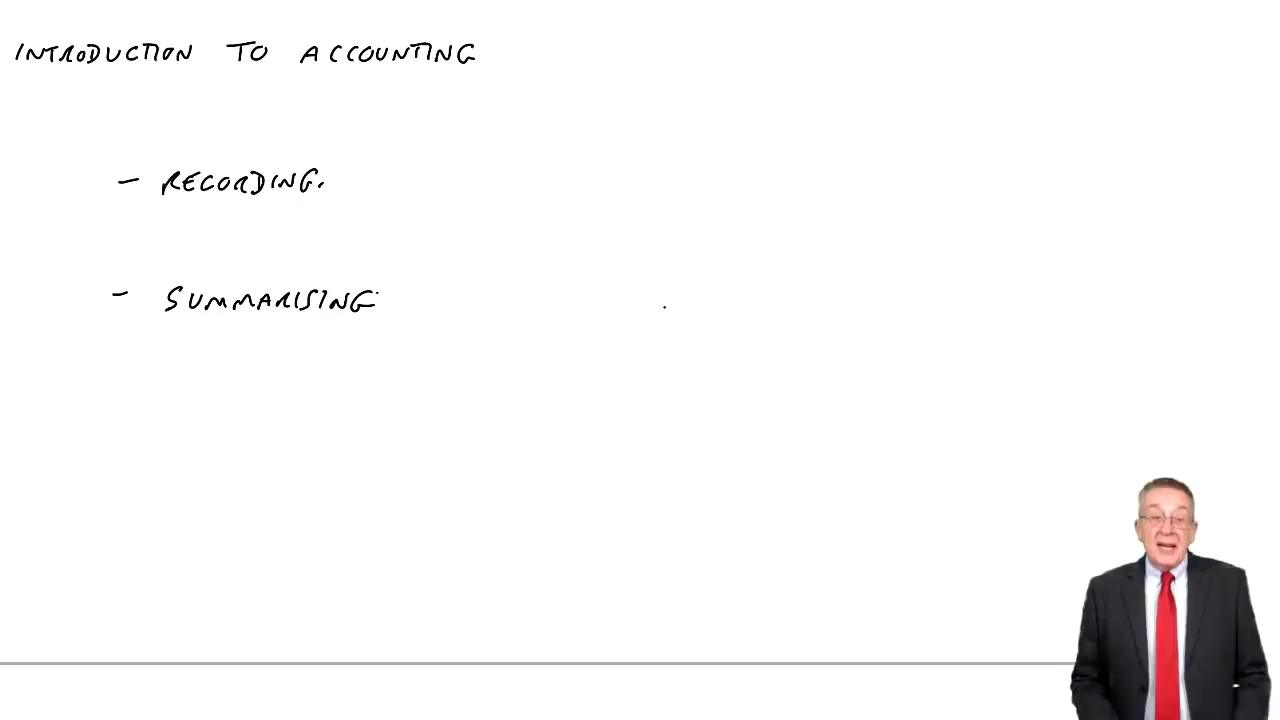 INTRODUCTION TO ACCOUNTING
- RECORDING.
- SUMMARISING